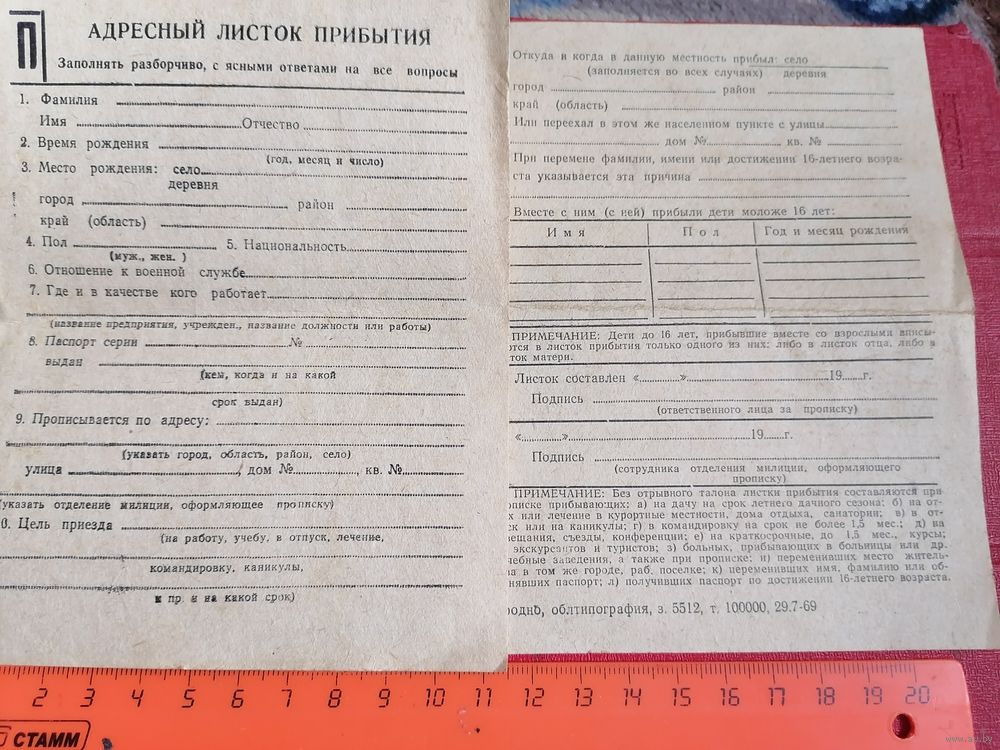 П
АДРЕСНЫЙ ЛИСТОК ПРИБЫТИЯ
Заполнять разборчиво, с ясными ответами на все вопросы
1. Фамилия
Имя Отчество
2. Время рождения
(год, месяц и число)
3. Место рождения: село
деревня
город район
край (область)
4. Пол 5. Национальность
(муж., жен.)
6. Отношение к военной службе
7. Где и в качестве кого работает
(название предприятия, учрежден., название должности или работы)
8. Паспорт серии №
выдан
(кем, когда и на какой
срок выдан)
9. Прописывается по адресу:
(указать город, область, район, село)
улица , дом № , кв. №
(указать отделение милиции, оформляющее прописку)
0. Цель приезда
(на работу, учебу, в отпуск, лечение,
командировку, каникулы,
и пр. и на какой срок)
Откуда и когда в данную местность прибыл: село
(заполняется во всех случаях) деревня
город район
край (область)
Или переехал в этом же населенном пункте с улицы
дом № кв. №
При перемене фамилии, имени или достижении 16-летнего возра-
ста указывается эта причина
Вместе с ним (с ней) прибыли дети моложе 16 лет:
Имя Пол Год и месяц рождения
ПРИМЕЧАНИЕ: Дети до 16 лет, прибывшие вместе со взрослыми вписы-
ются в листок прибытия только одного из них: либо в листок отца, либо в
ток матери.
Листок составлен « » 19 г.
Подпись
(ответственного лица за прописку)
« » 19 г.
Подпись
(сотрудника отделения милиции, оформляющего
прописку)
ПРИМЕЧАНИЕ: Без отрывного талона листки прибытия составляются при
описке прибывающих: а) на дачу на срок летнего дачного сезона; б) на от-
х или лечение в курортные местности, дома отдыха, санатории; в) в от-
ск или на каникулы; г) в командировку на срок не более 1,5 мес.; д) на
вещания, съезды, конференции; е) на краткосрочные, до 1,5 мес., курсы;
экскурсантов и туристов; з) больных, прибывающих в больницы или др.
чебные заведения, а также при прописке: и) переменивших место житель-
ва в том же городе, раб. поселке; к) переменивших имя, фамилию или об-
нявших паспорт; л) получивших паспорт по достижении 16-летнего возраста.
родно, облтипография, з. 5512, т. 100000, 29.7-69
2 3 4 5 6 7 8 9 10 11 12 13 14 15 16 17 18 19 20
СТАММ